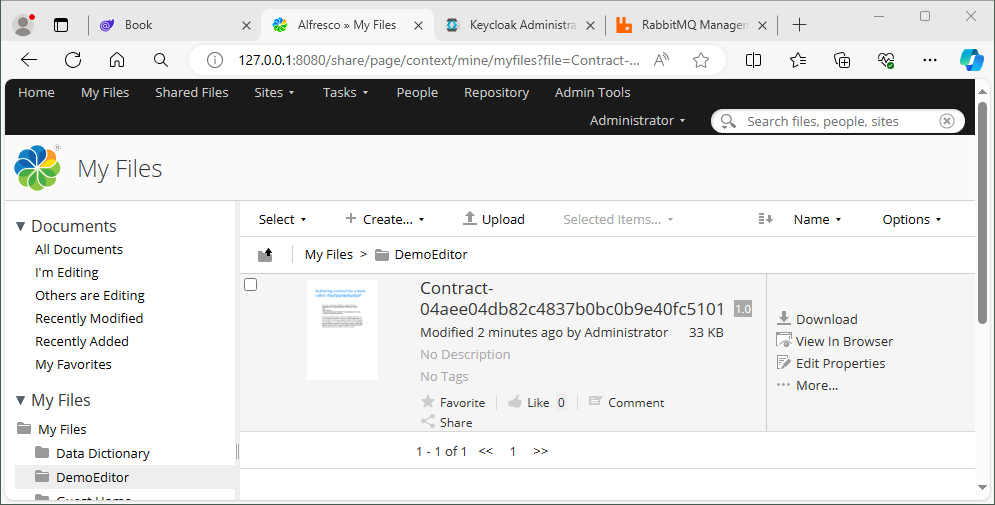 Book
Alfresco » My Files
Keycloak Administra
RabbitMQ Managem
127.0.0.1:8080/share/page/context/mine/myfiles?file=Contract-...
Home My Files Shared Files Sites Tasks People Repository Admin Tools
Administrator Search files, people, sites
My Files
Documents
All Documents
I'm Editing
Others are Editing
Recently Modified
Recently Added
My Favorites
My Files
My Files
Data Dictionary
DemoEditor
Guest Home
Select Create... Upload Selected Items... Name Options
My Files > DemoEditor
Contract-
04aee04db82c4837b0bc0b9e40fc5101 1.0
Modified 2 minutes ago by Administrator 33 KB
No Description
No Tags
Favorite Like 0 Comment
Share
Download
View In Browser
Edit Properties
More...
1 - 1 of 1 << 1 >>